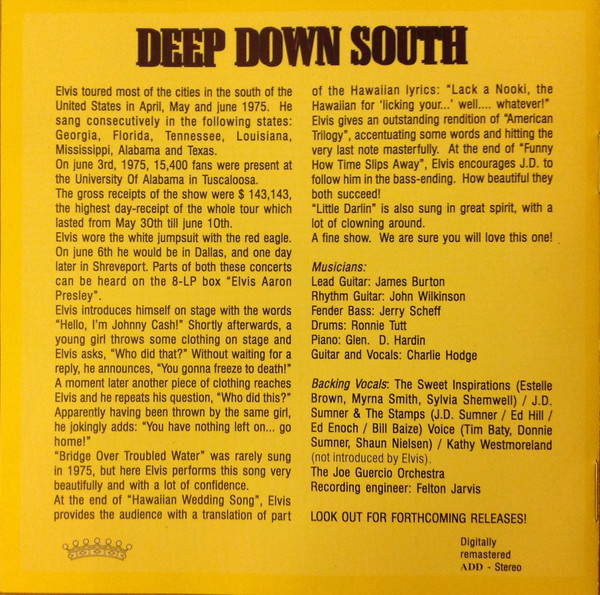 DEEP DOWN SOUTH
Elvis toured most of the cities in the south of the
United States in April, May and june 1975. He
sang consecutively in the following states:
Georgia, Florida, Tennessee, Louisiana,
Mississippi, Alabama and Texas.
On june 3rd, 1975, 15,400 fans were present at
the University Of Alabama in Tuscaloosa.
The gross receipts of the show were $ 143,143,
the highest day-receipt of the whole tour which
lasted from May 30th till june 10th.
Elvis wore the white jumpsuit with the red eagle.
On june 6th he would be in Dallas, and one day
later in Shreveport. Parts of both these concerts
can be heard on the 8-LP box “Elvis Aaron
Presley”.
Elvis introduces himself on stage with the words
“Hello, I'm Johnny Cash!” Shortly afterwards, a
young girl throws some clothing on stage and
Elvis asks, “Who did that?” Without waiting for a
reply, he announces, “You gonna freeze to death!”
A moment later another piece of clothing reaches
Elvis and he repeats his question, “Who did this?”
Apparently having been thrown by the same girl,
he jokingly adds: “You have nothing left on... go
home!”
“Bridge Over Troubled Water” was rarely sung
in 1975, but here Elvis performs this song very
beautifully and with a lot of confidence.
At the end of “Hawaiian Wedding Song”, Elvis
provides the audience with a translation of part
of the Hawaiian lyrics: “Lack a Nooki, the
Hawaiian for ‘licking your...’ well.... whatever!”
Elvis gives an outstanding rendition of “American
Trilogy”, accentuating some words and hitting the
very last note masterfully. At the end of “Funny
How Time Slips Away”, Elvis encourages J.D. to
follow him in the bass-ending. How beautiful they
both succeed!
“Little Darlin” is also sung in great spirit, with a
lot of clowning around.
A fine show. We are sure you will love this one!
Musicians:
Lead Guitar: James Burton
Rhythm Guitar: John Wilkinson
Fender Bass: Jerry Scheff
Drums: Ronnie Tutt
Piano: Glen. D. Hardin
Guitar and Vocals: Charlie Hodge
Backing Vocals: The Sweet Inspirations (Estelle
Brown, Myrna Smith, Sylvia Shemwell) / J.D.
Sumner & The Stamps (J.D. Sumner / Ed Hill /
Ed Enoch / Bill Baize) Voice (Tim Baty, Donnie
Sumner, Shaun Nielsen) / Kathy Westmoreland
(not introduced by Elvis).
The Joe Guercio Orchestra
Recording engineer: Felton Jarvis
LOOK OUT FOR FORTHCOMING RELEASES!
Digitally
remastered
ADD - Stereo